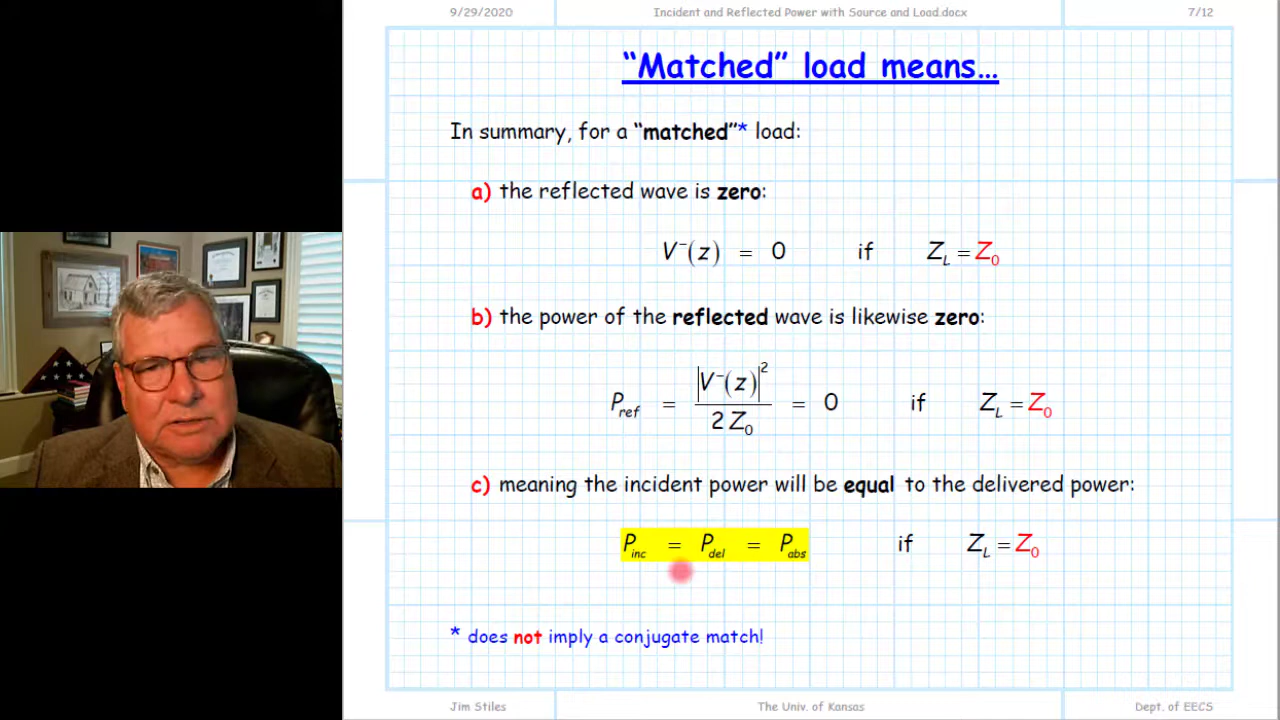 9/29/2020 Incident and Reflected Power with Source and Load.docx 7/12
“Matched” load means…
In summary, for a “matched”* load:
a) the reflected wave is zero:
V⁻(z) = 0 if Z_L = Z_0
b) the power of the reflected wave is likewise zero:
P_ref = |V⁻(z)|² / 2 Z_0 = 0 if Z_L = Z_0
c) meaning the incident power will be equal to the delivered power:
P_inc = P_del = P_abs if Z_L = Z_0
* does not imply a conjugate match!
Jim Stiles The Univ. of Kansas Dept. of EECS